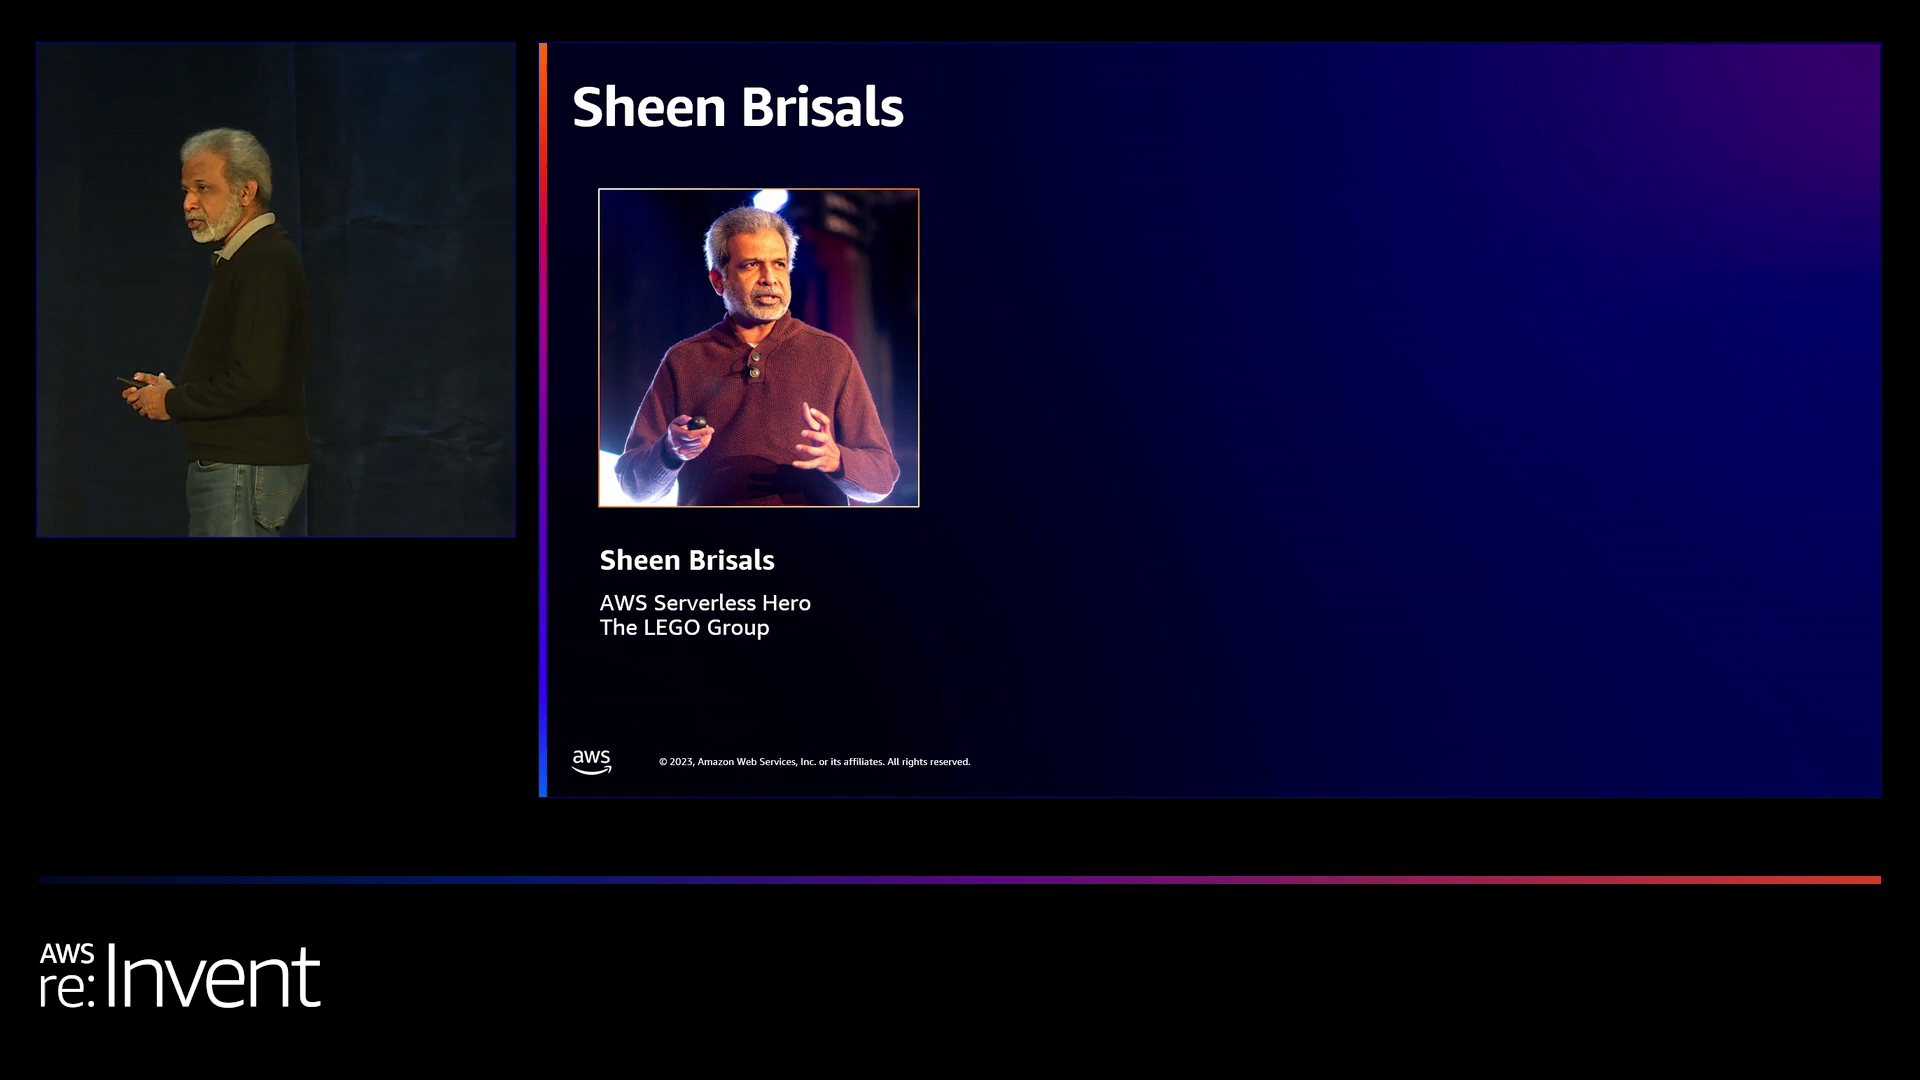 Sheen Brisals
Sheen Brisals
AWS Serverless Hero
The LEGO Group
aws
© 2023, Amazon Web Services, Inc. or its affiliates. All rights reserved.
AWS
re:Invent